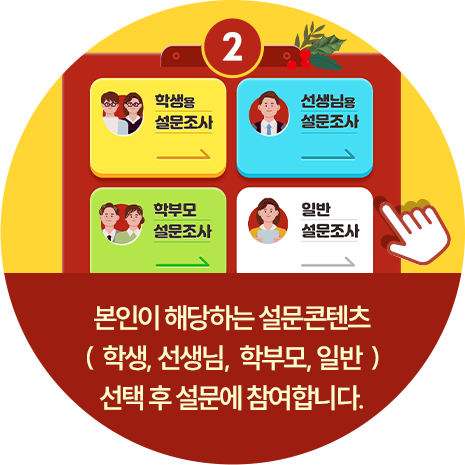 2
학생용
설문조사
선생님용
설문조사
학부모
설문조사
일반
설문조사
본인이 해당하는 설문콘텐츠
( 학생, 선생님, 학부모, 일반 )
선택 후 설문에 참여합니다.